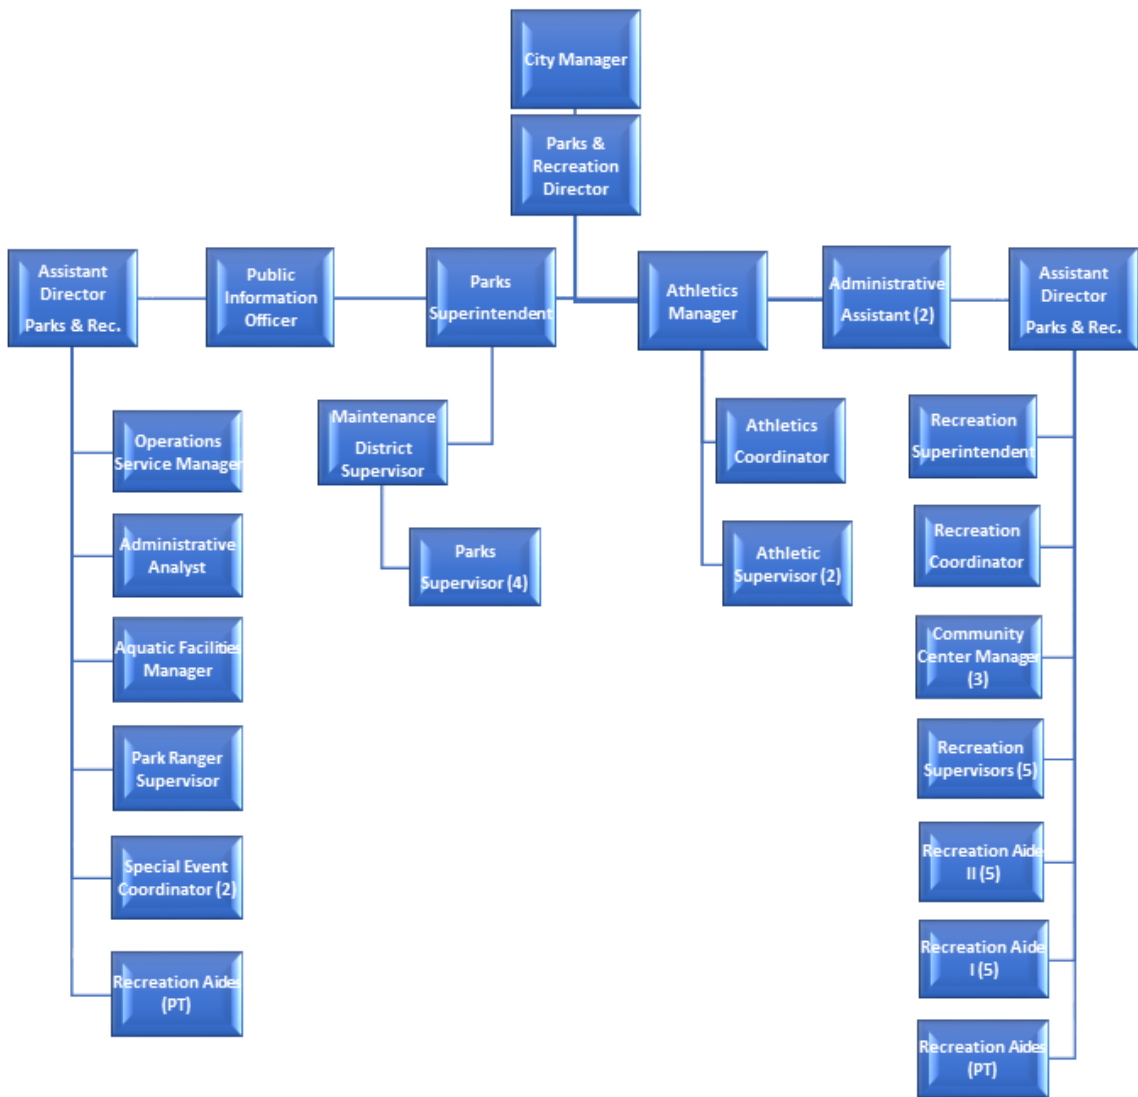 City Manager
Parks &
Recreation
Director
Assistant
Director
Parks & Rec.
Public
Information
Officer
Parks
Superintendent
Athletics
Manager
Administrative
Assistant (2)
Assistant
Director
Parks & Rec.
Operations
Service Manager
Administrative
Analyst
Aquatic Facilities
Manager
Park Ranger
Supervisor
Special Event
Coordinator (2)
Recreation Aides
(PT)
Maintenance
District
Supervisor
Parks
Supervisor (4)
Athletics
Coordinator
Athletic
Supervisor (2)
Recreation
Superintendent
Recreation
Coordinator
Community
Center Manager
(3)
Recreation
Supervisors (5)
Recreation Aide
II (5)
Recreation Aide
I (5)
Recreation Aides
(PT)